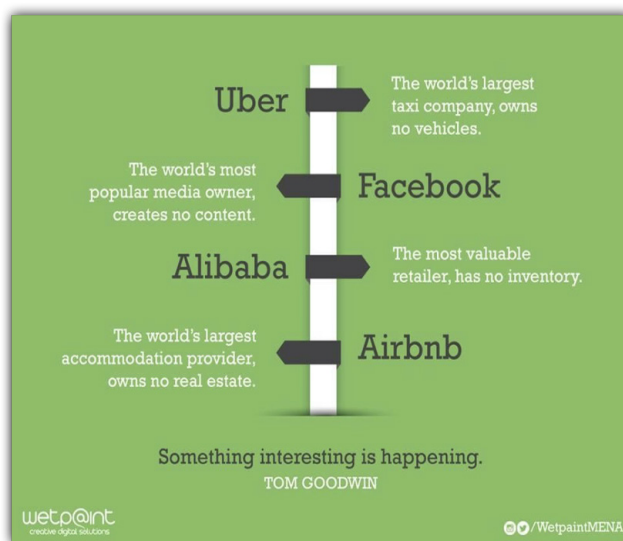 Uber
The world's largest
taxi company, owns
no vehicles.
The world's most
popular media owner,
creates no content.
Facebook
Alibaba
The most valuable
retailer, has no inventory.
The world's largest
accommodation provider,
owns no real estate.
Airbnb
Something interesting is happening.
TOM GOODWIN
wetp@int
creative digital solutions
/WetpaintMENA